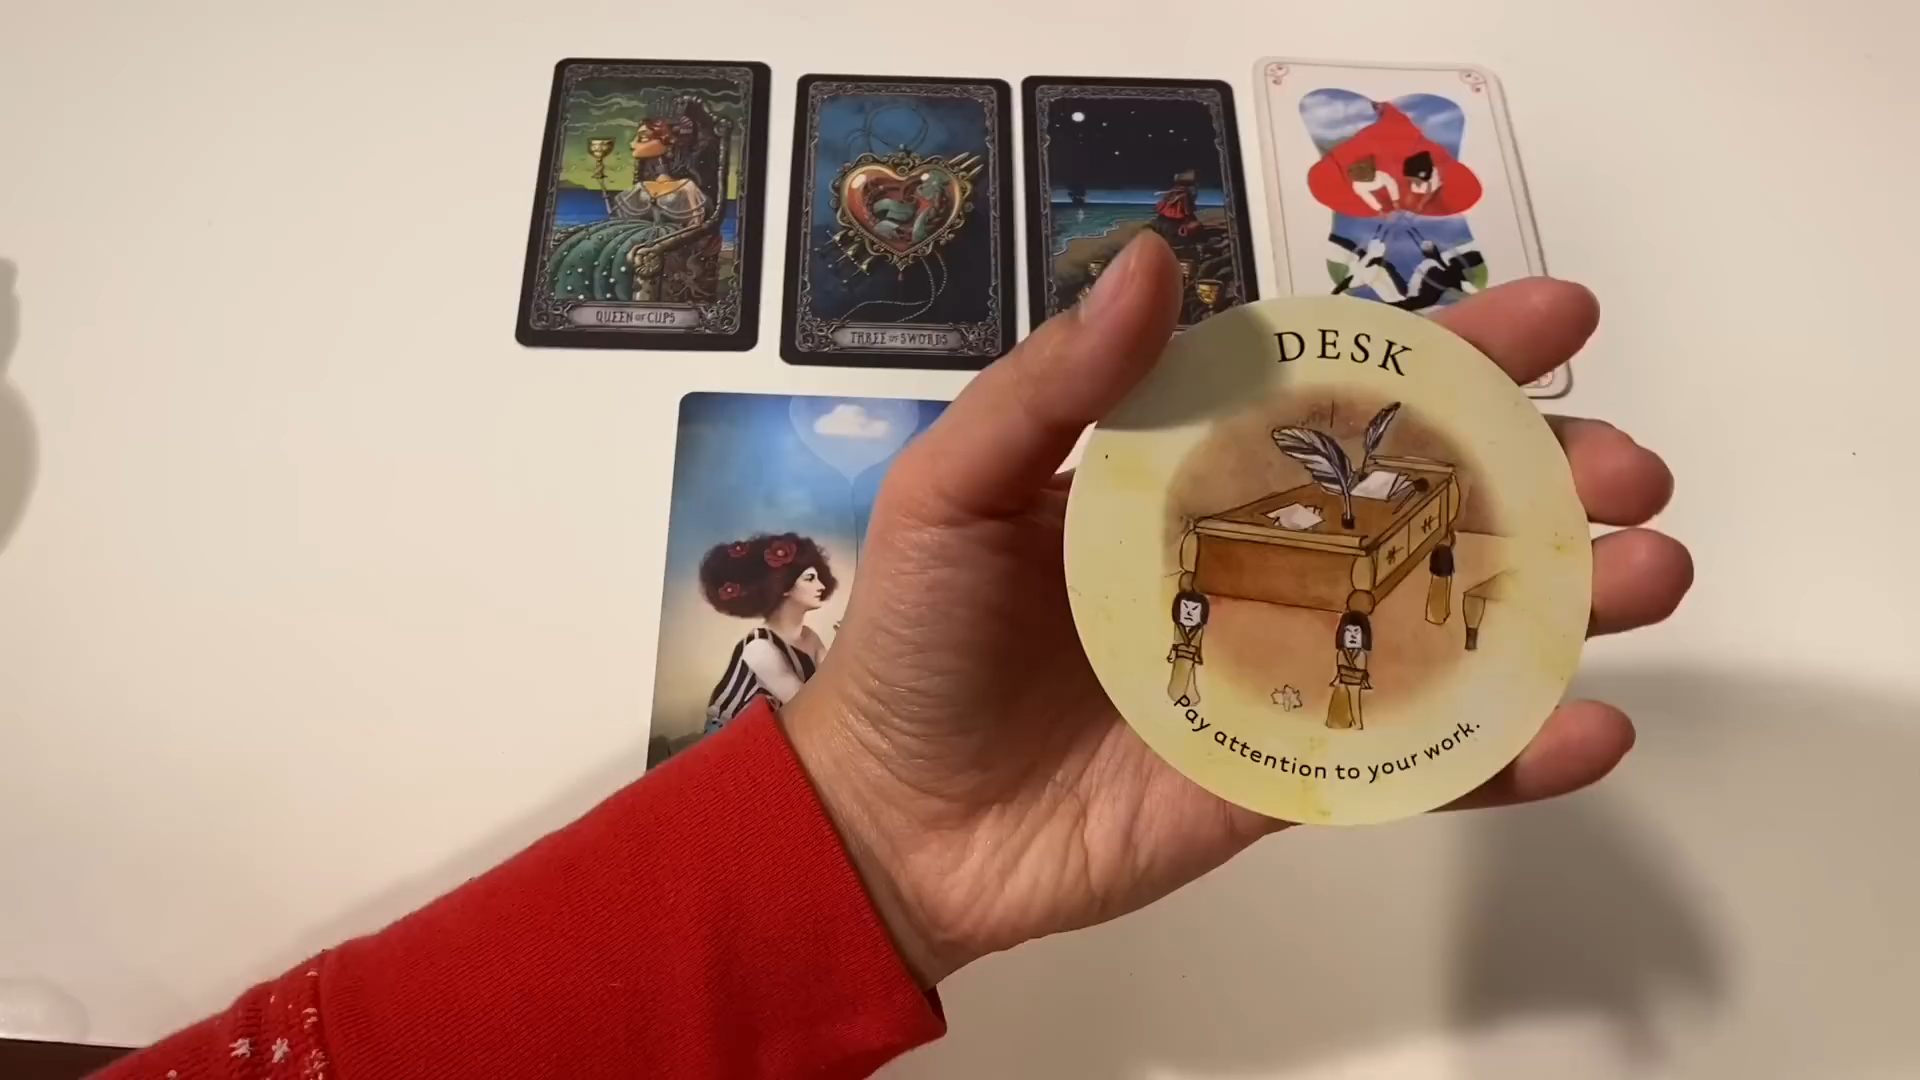 QUEEN OF CUPS
THREE OF SWORDS
DESK
Pay attention to your work.